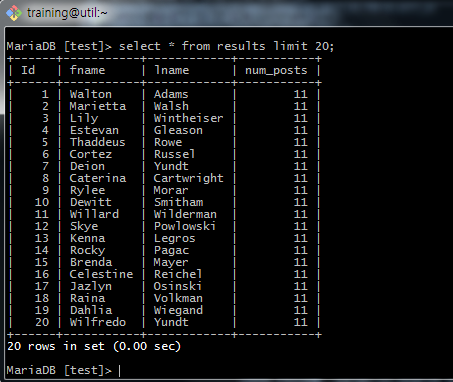 training@util:~
MariaDB [test]> select * from results limit 20;
+------+-----------+-------------+-----------+
| Id   | fname     | lname       | num_posts |
+------+-----------+-------------+-----------+
|    1 | Walton    | Adams       |        11 |
|    2 | Marietta  | Walsh       |        11 |
|    3 | Lily      | Wintheiser  |        11 |
|    4 | Estevan   | Gleason     |        11 |
|    5 | Thaddeus  | Rowe        |        11 |
|    6 | Cortez    | Russel      |        11 |
|    7 | Deion     | Yundt       |        11 |
|    8 | Caterina  | Cartwright  |        11 |
|    9 | Rylee     | Morar       |        11 |
|   10 | Dewitt    | Smitham     |        11 |
|   11 | Willard   | Wilderman   |        11 |
|   12 | Skye      | Powlowski   |        11 |
|   13 | Kenna     | Legros      |        11 |
|   14 | Rocky     | Pagac       |        11 |
|   15 | Brenda    | Mayer       |        11 |
|   16 | Celestine | Reichel     |        11 |
|   17 | Jazlyn    | Osinski     |        11 |
|   18 | Raina     | Volkman     |        11 |
|   19 | Dahlia    | Wiegand     |        11 |
|   20 | Wilfredo  | Yundt       |        11 |
+------+-----------+-------------+-----------+
20 rows in set (0.00 sec)
MariaDB [test]>